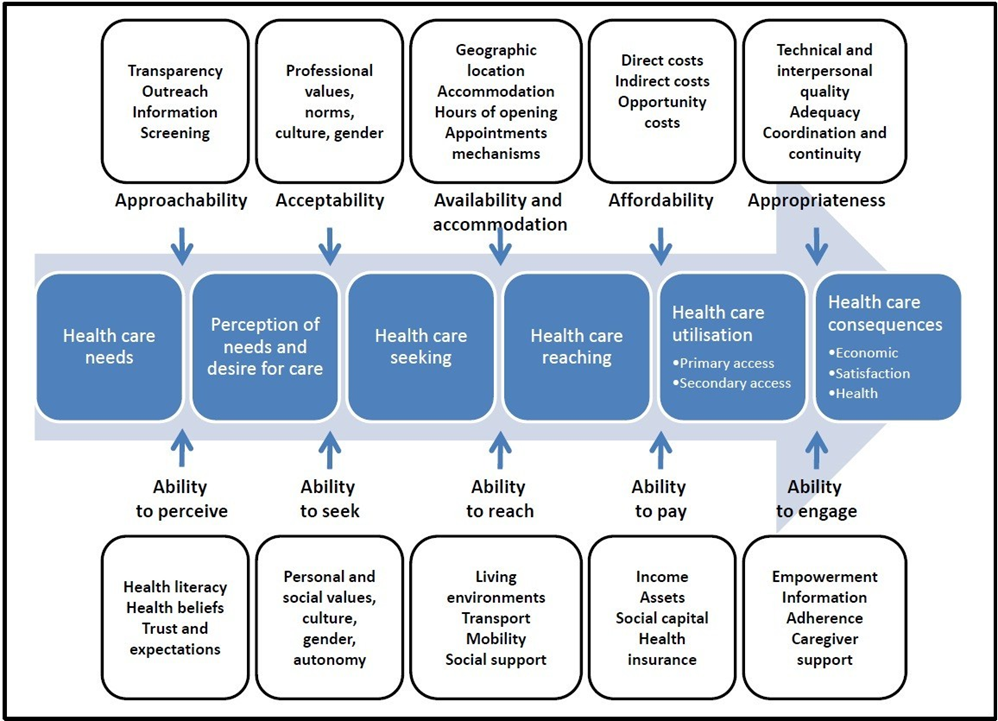 Transparency
Outreach
Information
Screening
Professional
values,
norms,
culture, gender
Geographic
location
Accommodation
Hours of opening
Appointments
mechanisms
Direct costs
Indirect costs
Opportunity
costs
Technical and
interpersonal
quality
Adequacy
Coordination and
continuity
Approachability
Acceptability
Availability and
accommodation
Affordability
Appropriateness
Health care
needs
Perception of
needs and
desire for care
Health care
seeking
Health care
reaching
Health care
utilisation
•Primary access
•Secondary access
Health care
consequences
•Economic
•Satisfaction
•Health
Ability
to perceive
Ability
to seek
Ability
to reach
Ability
to pay
Ability
to engage
Health literacy
Health beliefs
Trust and
expectations
Personal and
social values,
culture,
gender,
autonomy
Living
environments
Transport
Mobility
Social support
Income
Assets
Social capital
Health
insurance
Empowerment
Information
Adherence
Caregiver
support